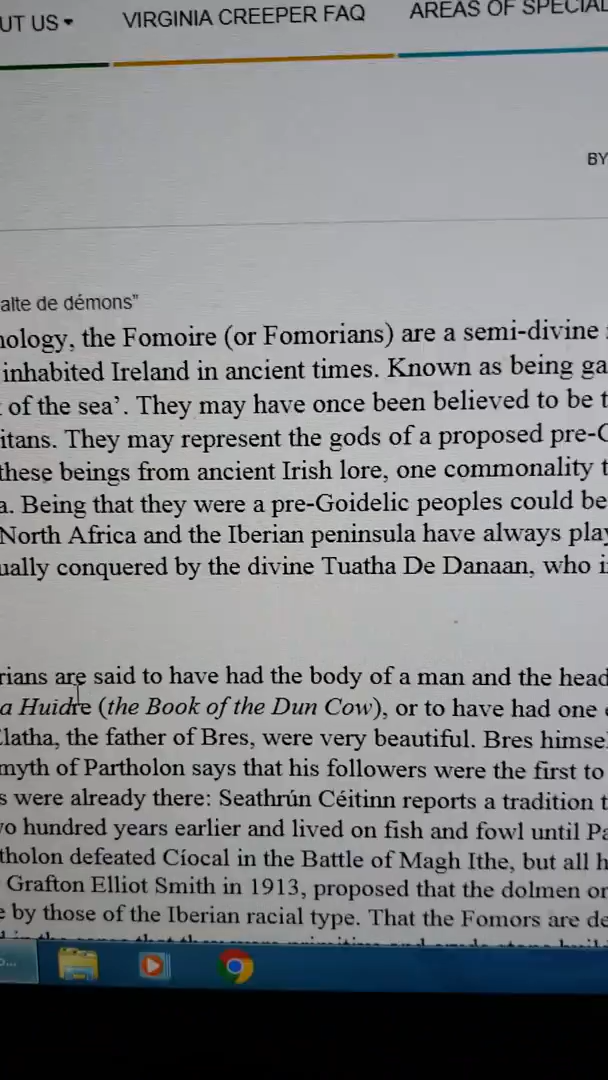 UT US
VIRGINIA CREEPER FAQ
AREAS OF SPECIAL
BY
alte de démons”
nology, the Fomoire (or Fomorians) are a semi-divine
inhabited Ireland in ancient times. Known as being ga
of the sea’. They may have once been believed to be t
itans. They may represent the gods of a proposed pre-G
these beings from ancient Irish lore, one commonality t
a. Being that they were a pre-Goidelic peoples could be
North Africa and the Iberian peninsula have always play
ually conquered by the divine Tuatha De Danaan, who i
rians are said to have had the body of a man and the head
a Huidre (the Book of the Dun Cow), or to have had one
Elatha, the father of Bres, were very beautiful. Bres himse
myth of Partholon says that his followers were the first to
s were already there: Seathrún Céitinn reports a tradition t
vo hundred years earlier and lived on fish and fowl until Pa
tholon defeated Cíocal in the Battle of Magh Ithe, but all h
Grafton Elliot Smith in 1913, proposed that the dolmen or
e by those of the Iberian racial type. That the Fomors are de